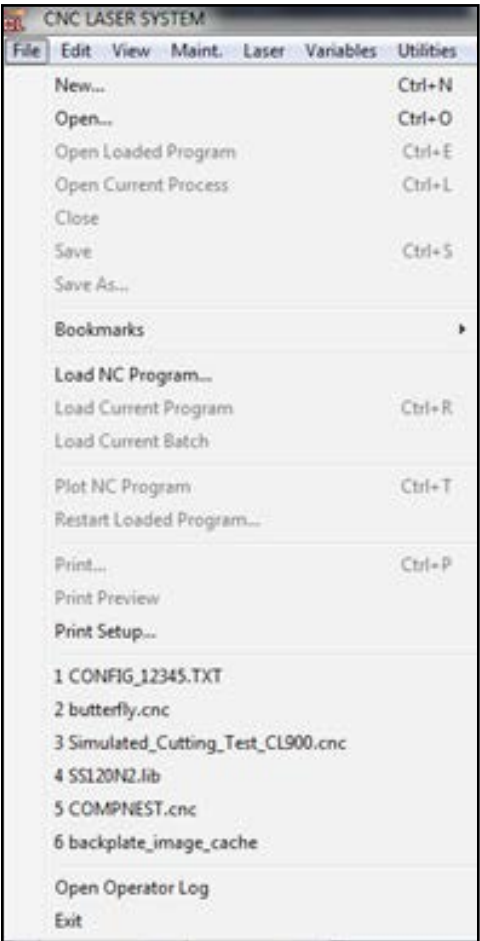 CNC LASER SYSTEM
File Edit View Maint. Laser Variables Utilities
New... Ctrl+N
Open... Ctrl+O
Open Loaded Program Ctrl+E
Open Current Process Ctrl+L
Close
Save Ctrl+S
Save As...
Bookmarks
Load NC Program...
Load Current Program Ctrl+R
Load Current Batch
Plot NC Program Ctrl+T
Restart Loaded Program...
Print... Ctrl+P
Print Preview
Print Setup...
1 CONFIG_12345.TXT
2 butterfly.cnc
3 Simulated_Cutting_Test_CL900.cnc
4 SS120N2.lib
5 COMPNEST.cnc
6 backplate_image_cache
Open Operator Log
Exit